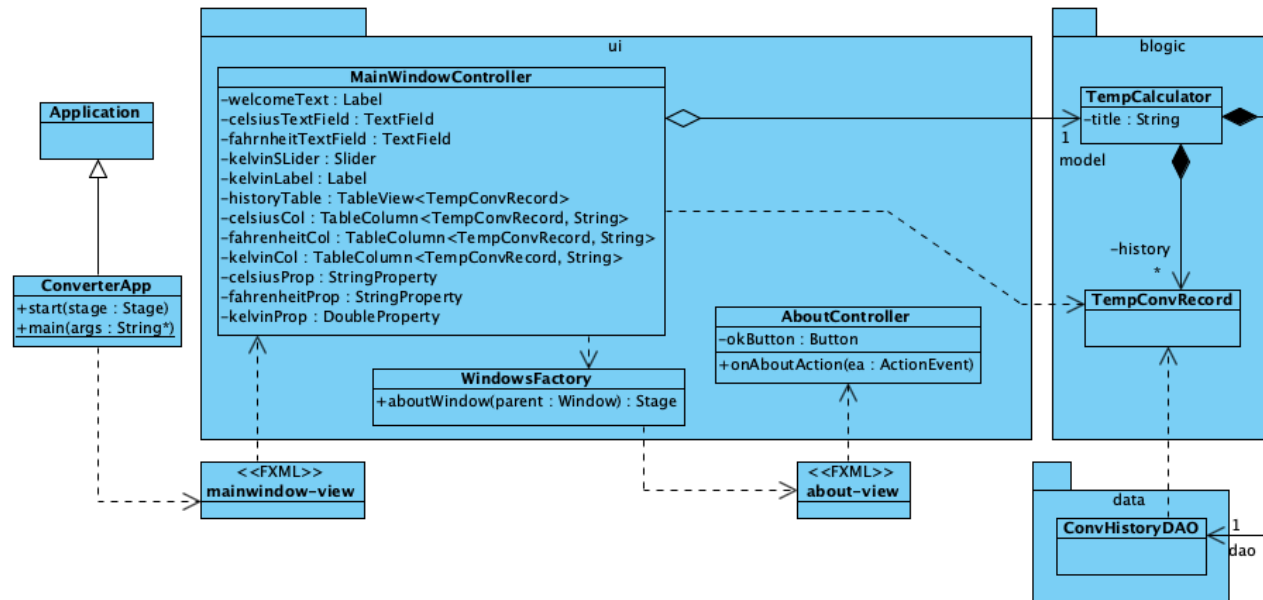 Application
ConverterApp
+start(stage : Stage)
+main(args : String*)
ui
MainWindowController
-welcomeText : Label
-celsiusTextField : TextField
-fahrnheitTextField : TextField
-kelvinSLider : Slider
-kelvinLabel : Label
-historyTable : TableView<TempConvRecord>
-celsiusCol : TableColumn<TempConvRecord, String>
-fahrenheitCol : TableColumn<TempConvRecord, String>
-kelvinCol : TableColumn<TempConvRecord, String>
-celsiusProp : StringProperty
-fahrenheitProp : StringProperty
-kelvinProp : DoubleProperty
WindowsFactory
+aboutWindow(parent : Window) : Stage
AboutController
-okButton : Button
+onAboutAction(ea : ActionEvent)
<<FXML>>
mainwindow-view
<<FXML>>
about-view
blogic
TempCalculator
-title : String
1
model
-history
*
TempConvRecord
data
ConvHistoryDAO
1
dao